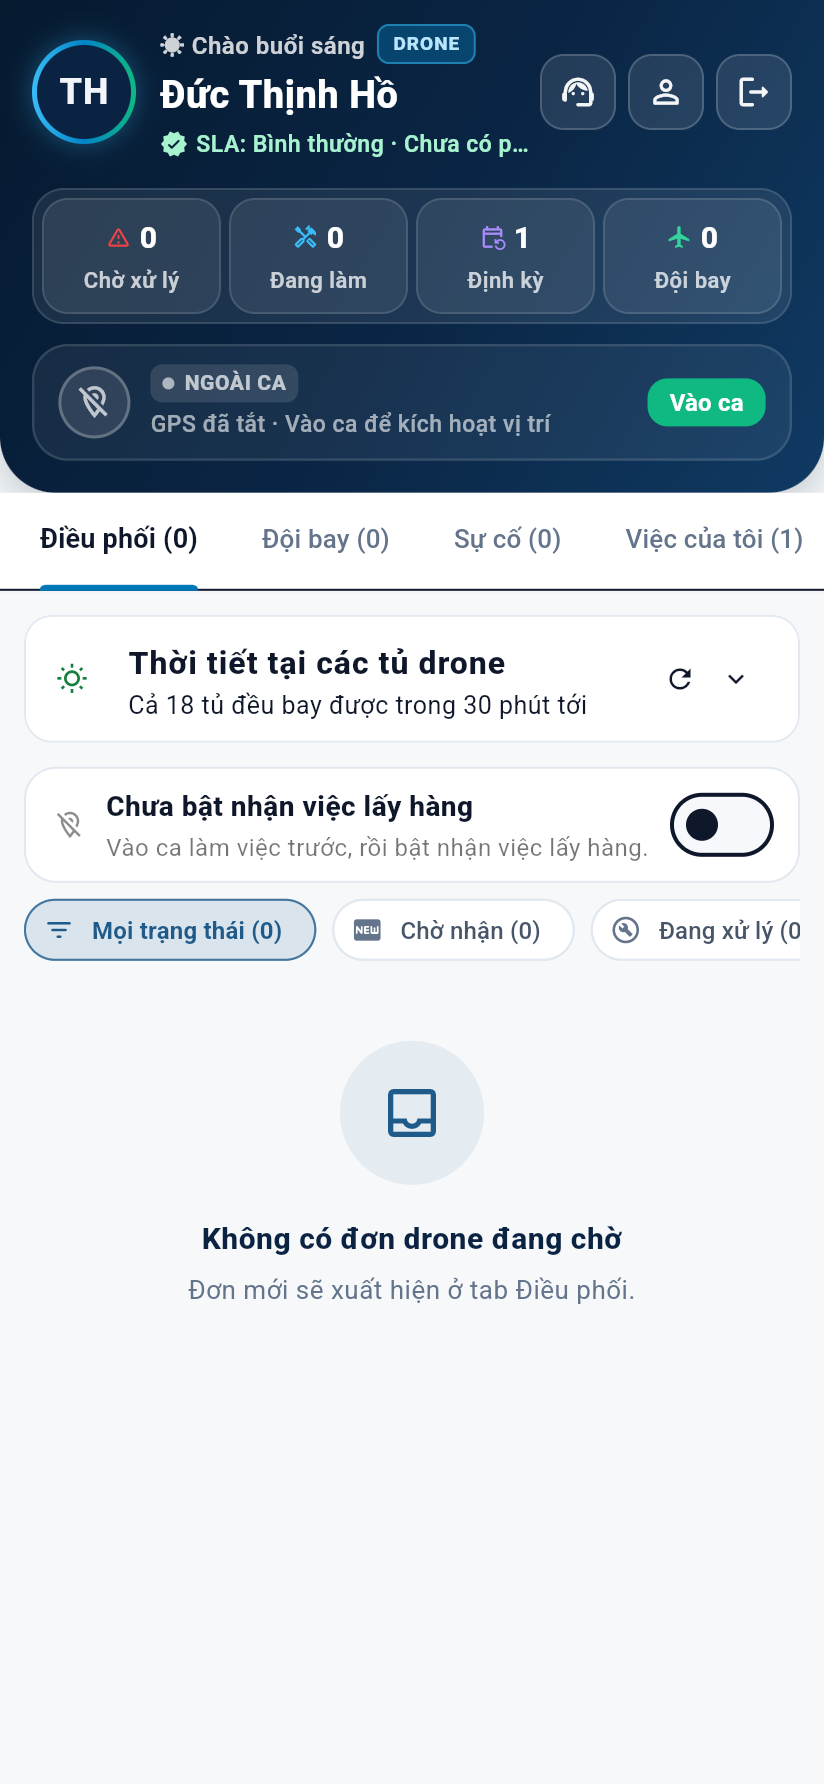 Chào buổi sáng DRONE
TH
Đức Thịnh Hồ
SLA: Bình thường · Chưa có p...
0
Chờ xử lý
0
Đang làm
1
Định kỳ
0
Đội bay
NGOÀI CA
GPS đã tắt · Vào ca để kích hoạt vị trí
Vào ca
Điều phối (0)
Đội bay (0)
Sự cố (0)
Việc của tôi (1)
Thời tiết tại các tủ drone
Cả 18 tủ đều bay được trong 30 phút tới
Chưa bật nhận việc lấy hàng
Vào ca làm việc trước, rồi bật nhận việc lấy hàng.
Mọi trạng thái (0)
NEW Chờ nhận (0)
Đang xử lý (0
Không có đơn drone đang chờ
Đơn mới sẽ xuất hiện ở tab Điều phối.